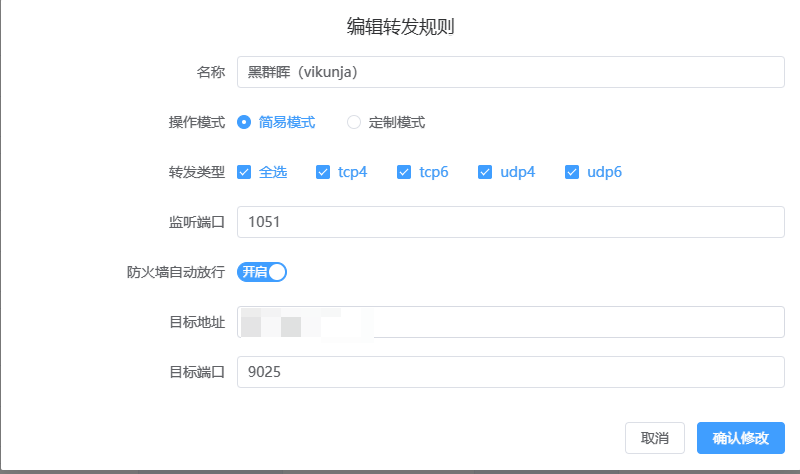 编辑转发规则
名称 黑群晖（vikunja）
操作模式 简易模式 定制模式
转发类型 全选 tcp4 tcp6 udp4 udp6
监听端口 1051
防火墙自动放行 开启
目标地址
目标端口 9025
取消 确认修改